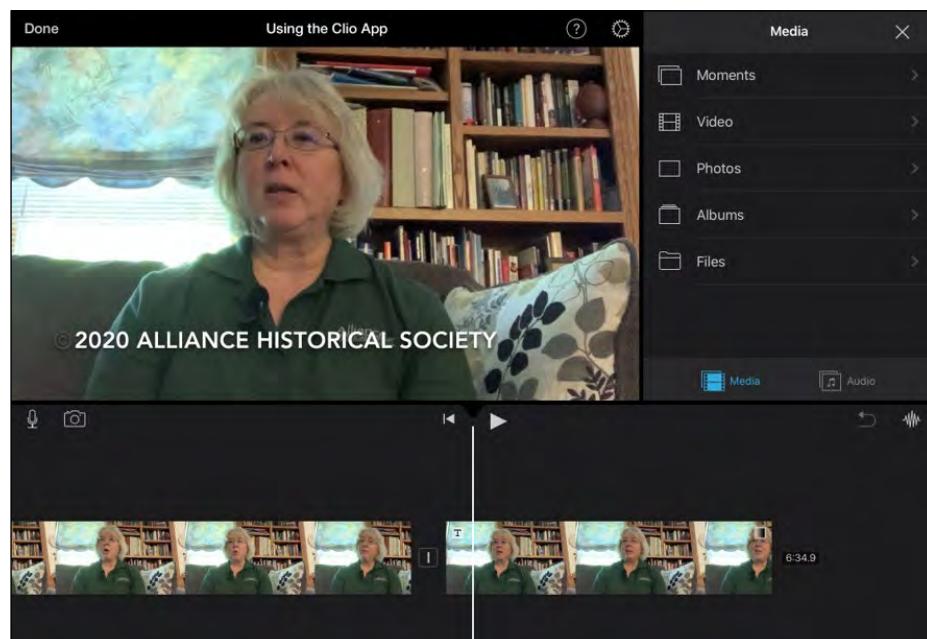 Done
Using the Clio App
?
Media
Moments
Video
Photos
Albums
Files
© 2020 ALLIANCE HISTORICAL SOCIETY
Alliance
Media
Audio
T
6:34.9